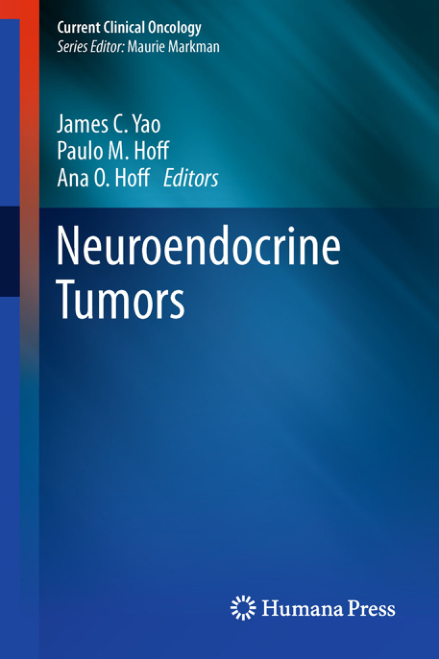 Current Clinical Oncology
Series Editor: Maurie Markman
James C. Yao
Paulo M. Hoff
Ana O. Hoff Editors
Neuroendocrine
Tumors
Humana Press